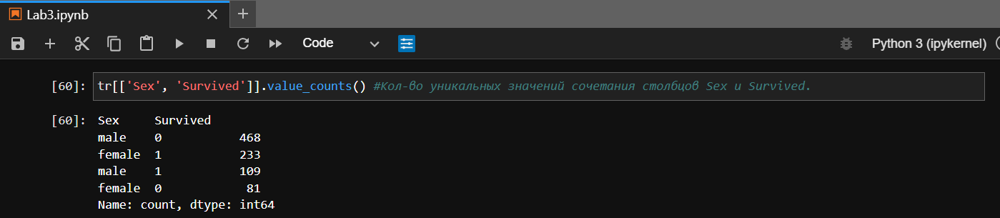 Lab3.ipynb
Code
Python 3 (ipykernel)
[60]: tr[['Sex', 'Survived']].value_counts() #Кол-во уникальных значений сочетания столбцов Sex и Survived.
[60]: Sex     Survived
male    0           468
female  1           233
male    1           109
female  0            81
Name: count, dtype: int64